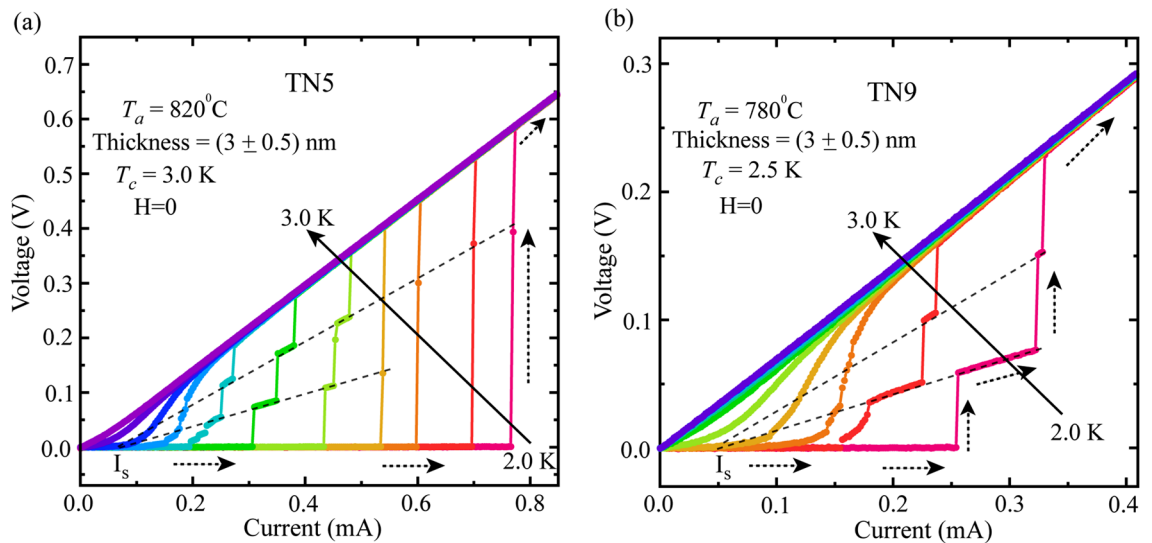 (a)
TN5
Tₐ = 820⁰C
Thickness = (3 ± 0.5) nm
T_c = 3.0 K
H=0
3.0 K
2.0 K
Iₛ
Voltage (V)
0.7
0.6
0.5
0.4
0.3
0.2
0.1
0.0
0.0 0.2 0.4 0.6 0.8
Current (mA)
(b)
TN9
Tₐ = 780⁰C
Thickness = (3 ± 0.5) nm
T_c = 2.5 K
H=0
3.0 K
2.0 K
Iₛ
Voltage (V)
0.3
0.2
0.1
0.0
0.0 0.1 0.2 0.3 0.4
Current (mA)